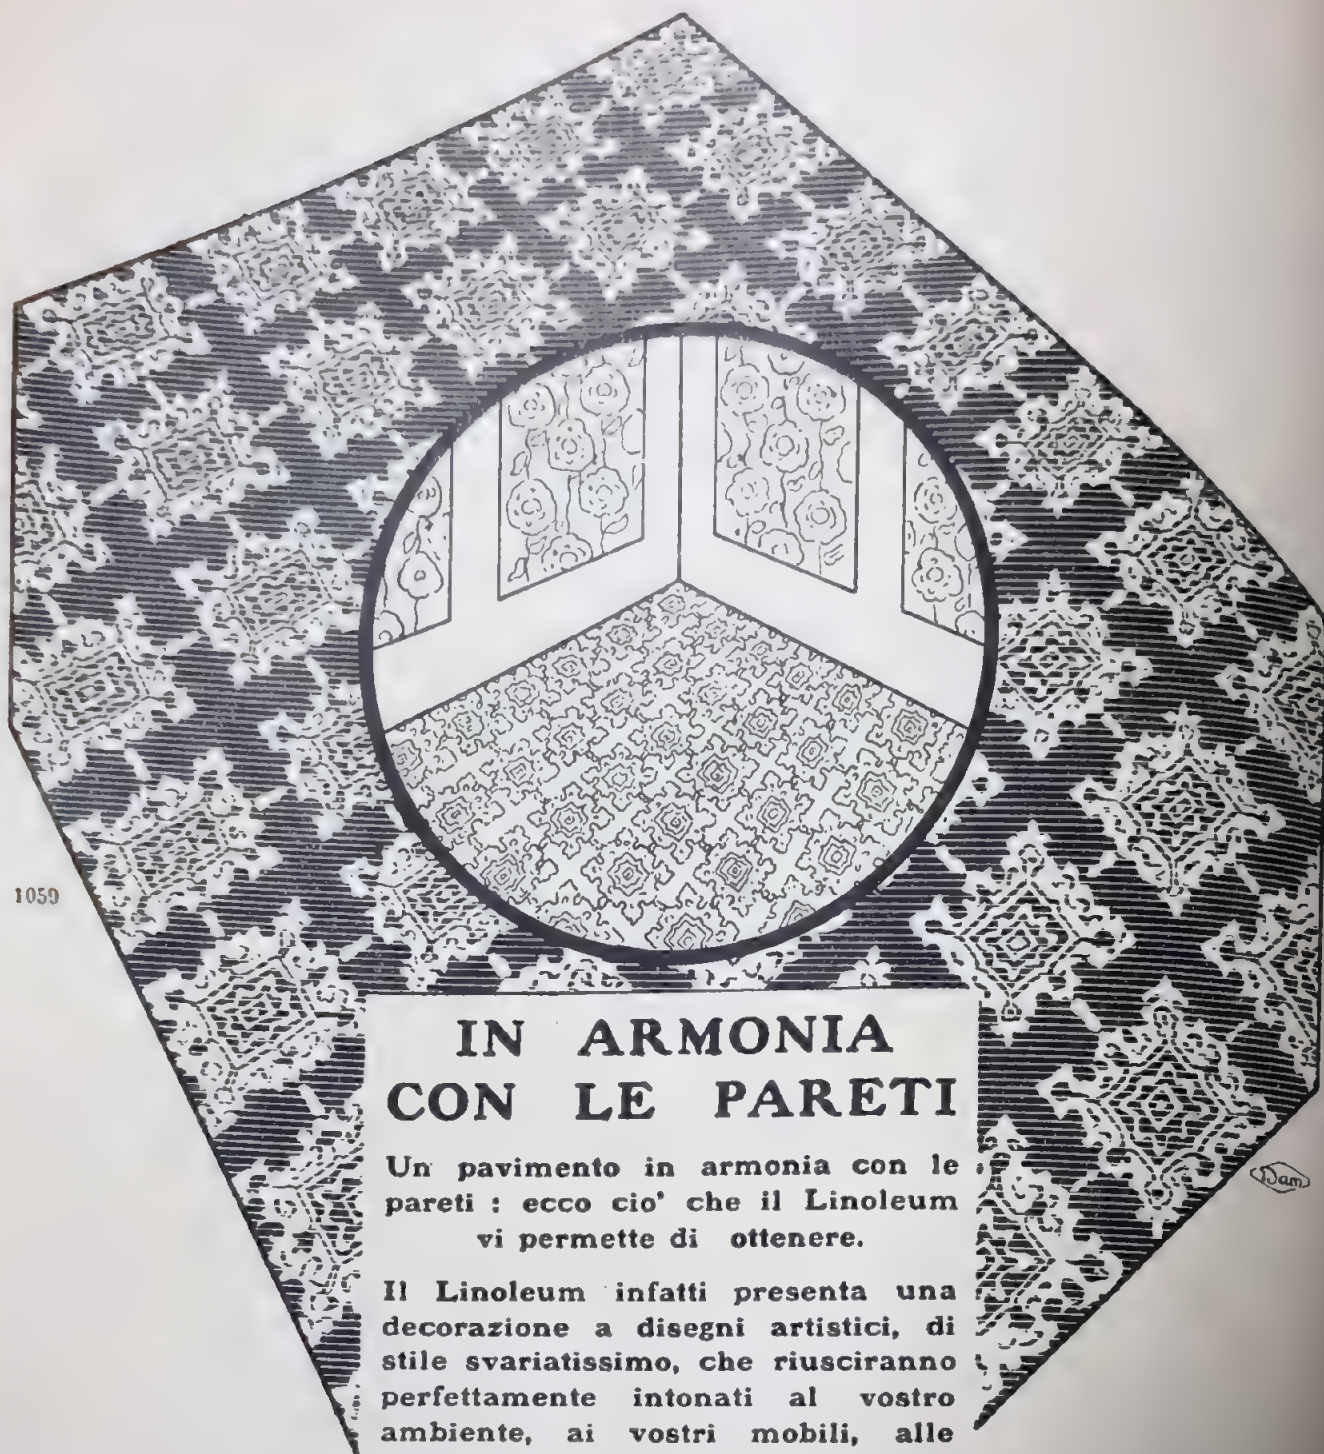 1059
IN ARMONIA
CON LE PARETI
Un pavimento in armonia con le
pareti : ecco cio' che il Linoleum
vi permette di ottenere.
Il Linoleum infatti presenta una
decorazione a disegni artistici, di
stile svariatissimo, che riusciranno
perfettamente intonati al vostro
ambiente, ai vostri mobili, alle
Dam